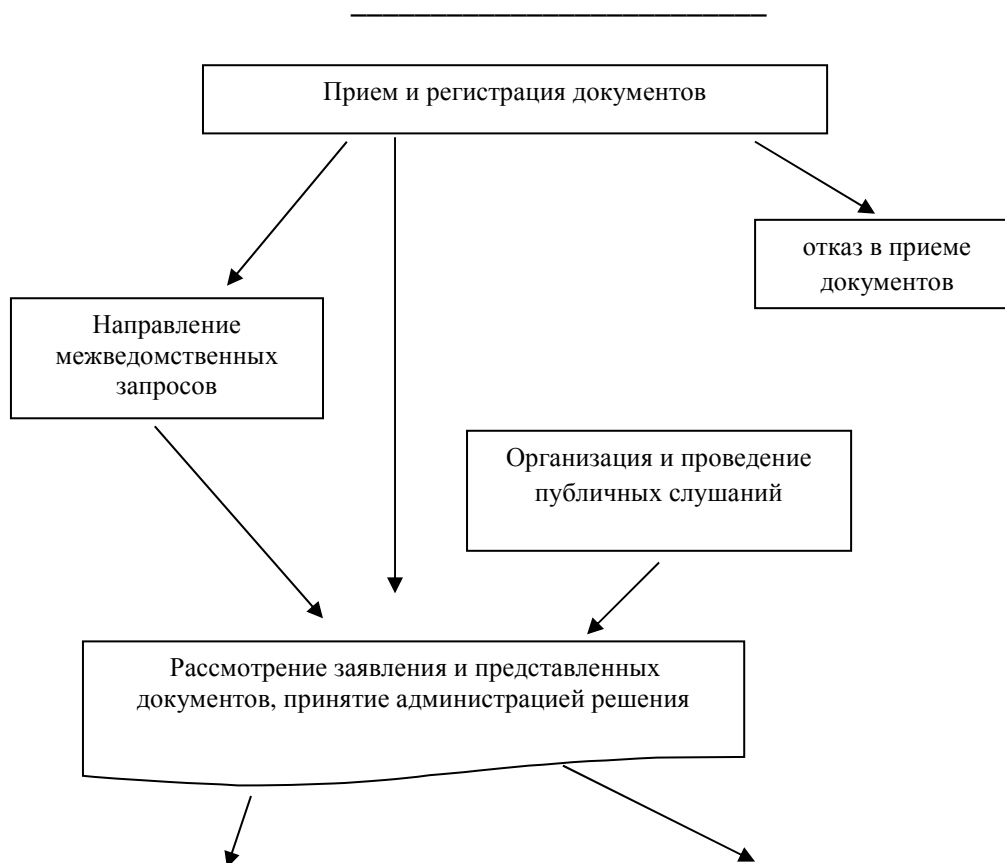 Прием и регистрация документов
отказ в приеме
документов
Направление
межведомственных
запросов
Организация и проведение
публичных слушаний
Рассмотрение заявления и представленных
документов, принятие администрацией решения